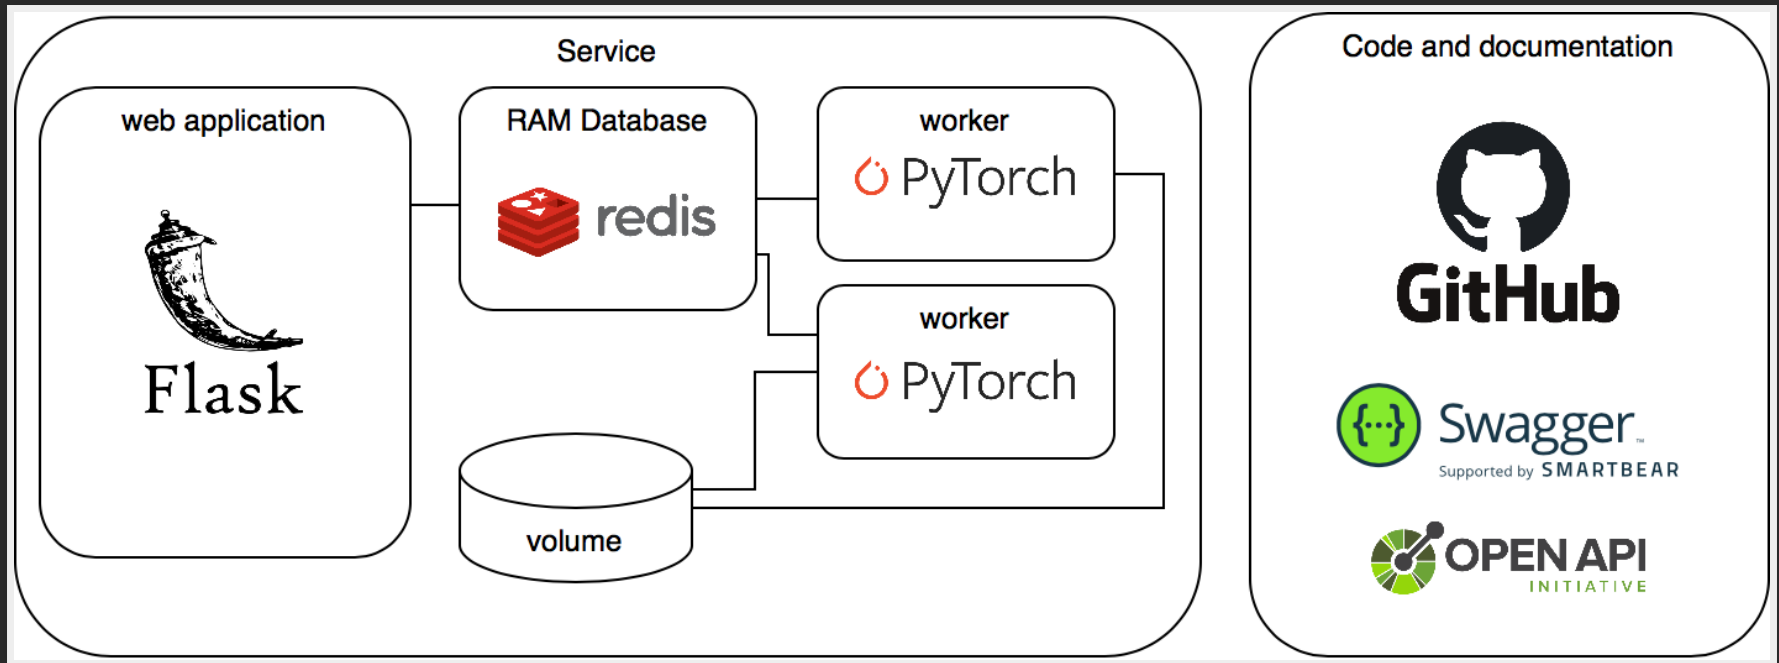 Service
web application
Flask
RAM Database
redis
worker
PyTorch
worker
PyTorch
volume
Code and documentation
GitHub
{···} Swagger™
Supported by SMARTBEAR
OPEN API
INITIATIVE